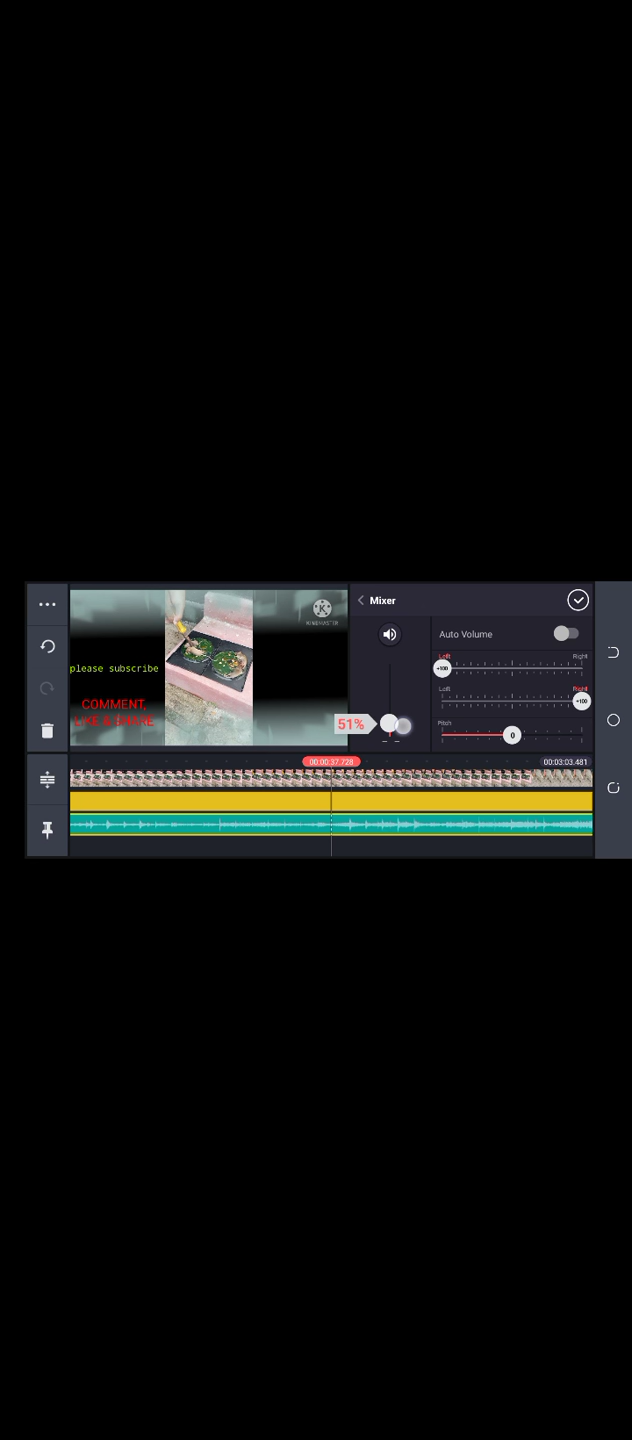 Mixer
KINEMASTER
Auto Volume
Left Right
+100
please subscribe
Left Right
+100
COMMENT,
LIKE & SHARE
51%
Pitch
0
00:00:37.728
00:03:03.481